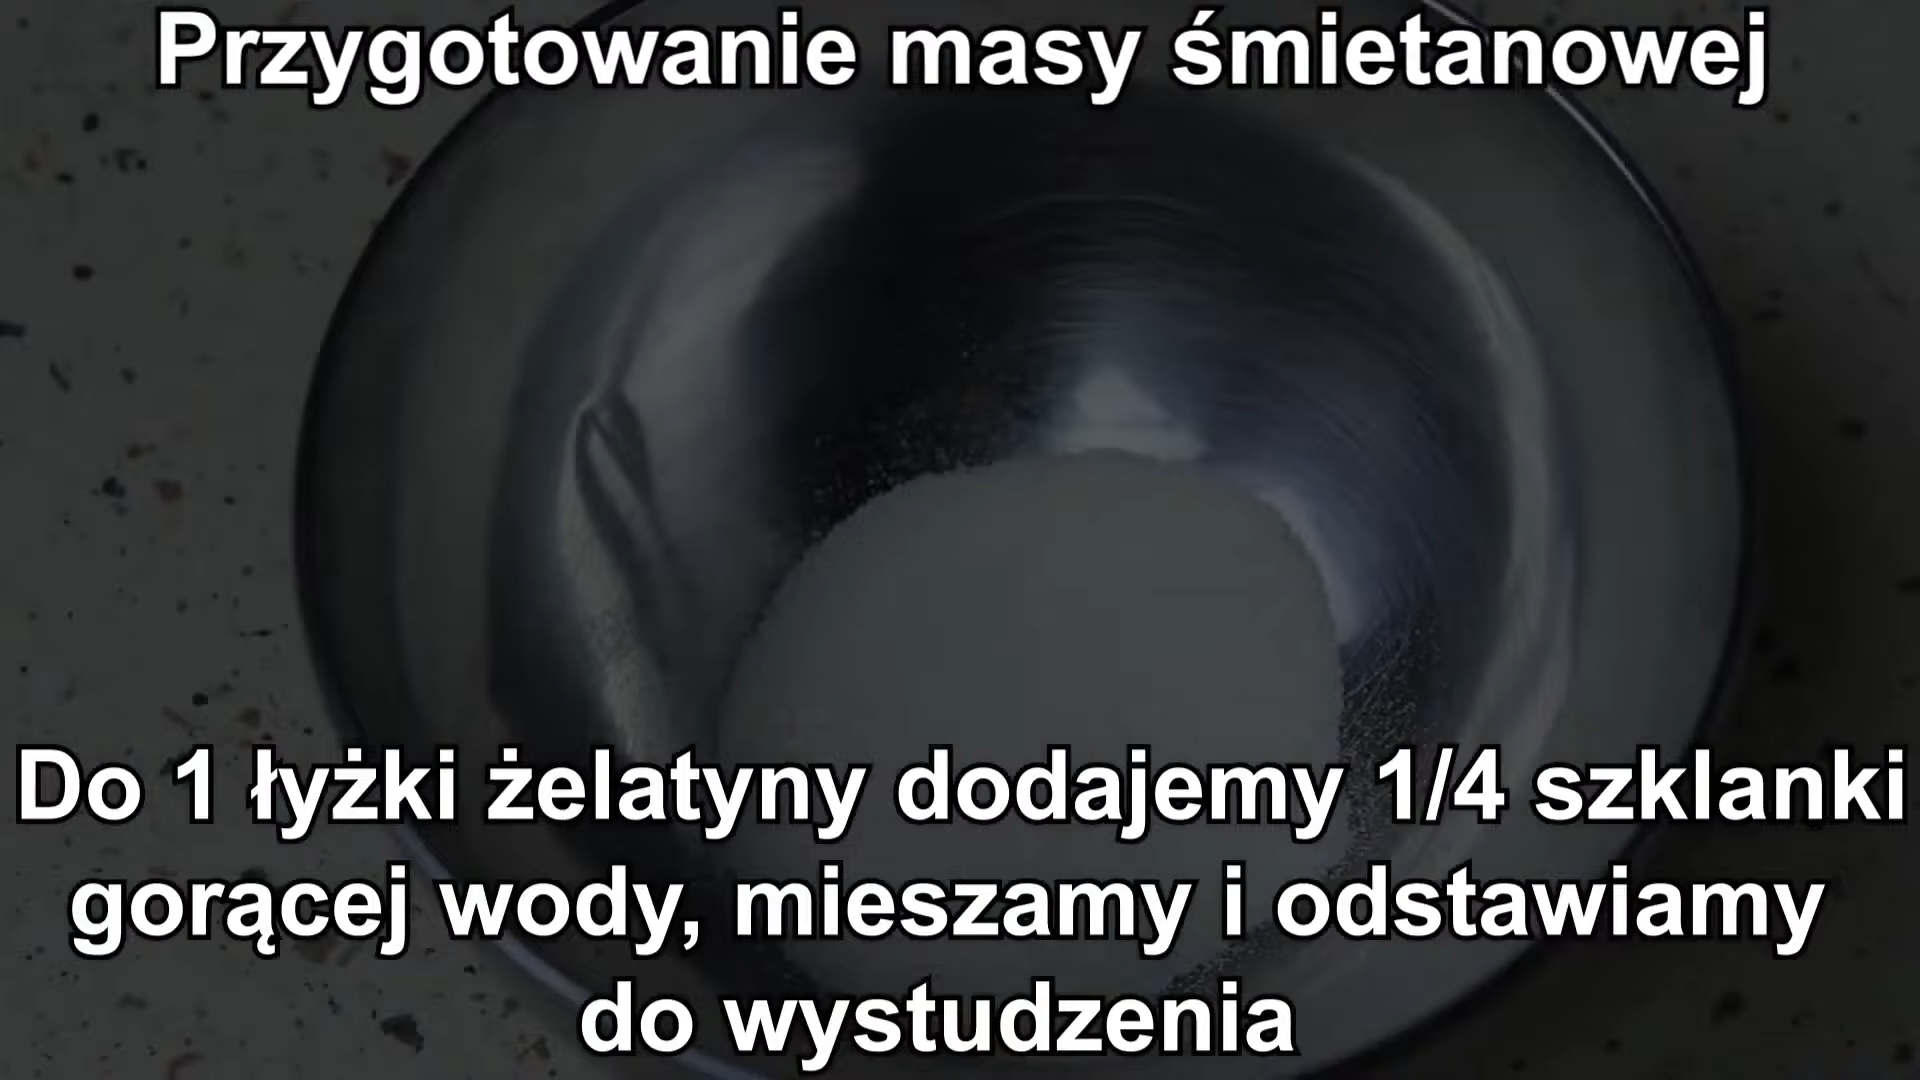 Przygotowanie masy śmietanowej
Do 1 łyżki żelatyny dodajemy 1/4 szklanki
gorącej wody, mieszamy i odstawiamy
do wystudzenia